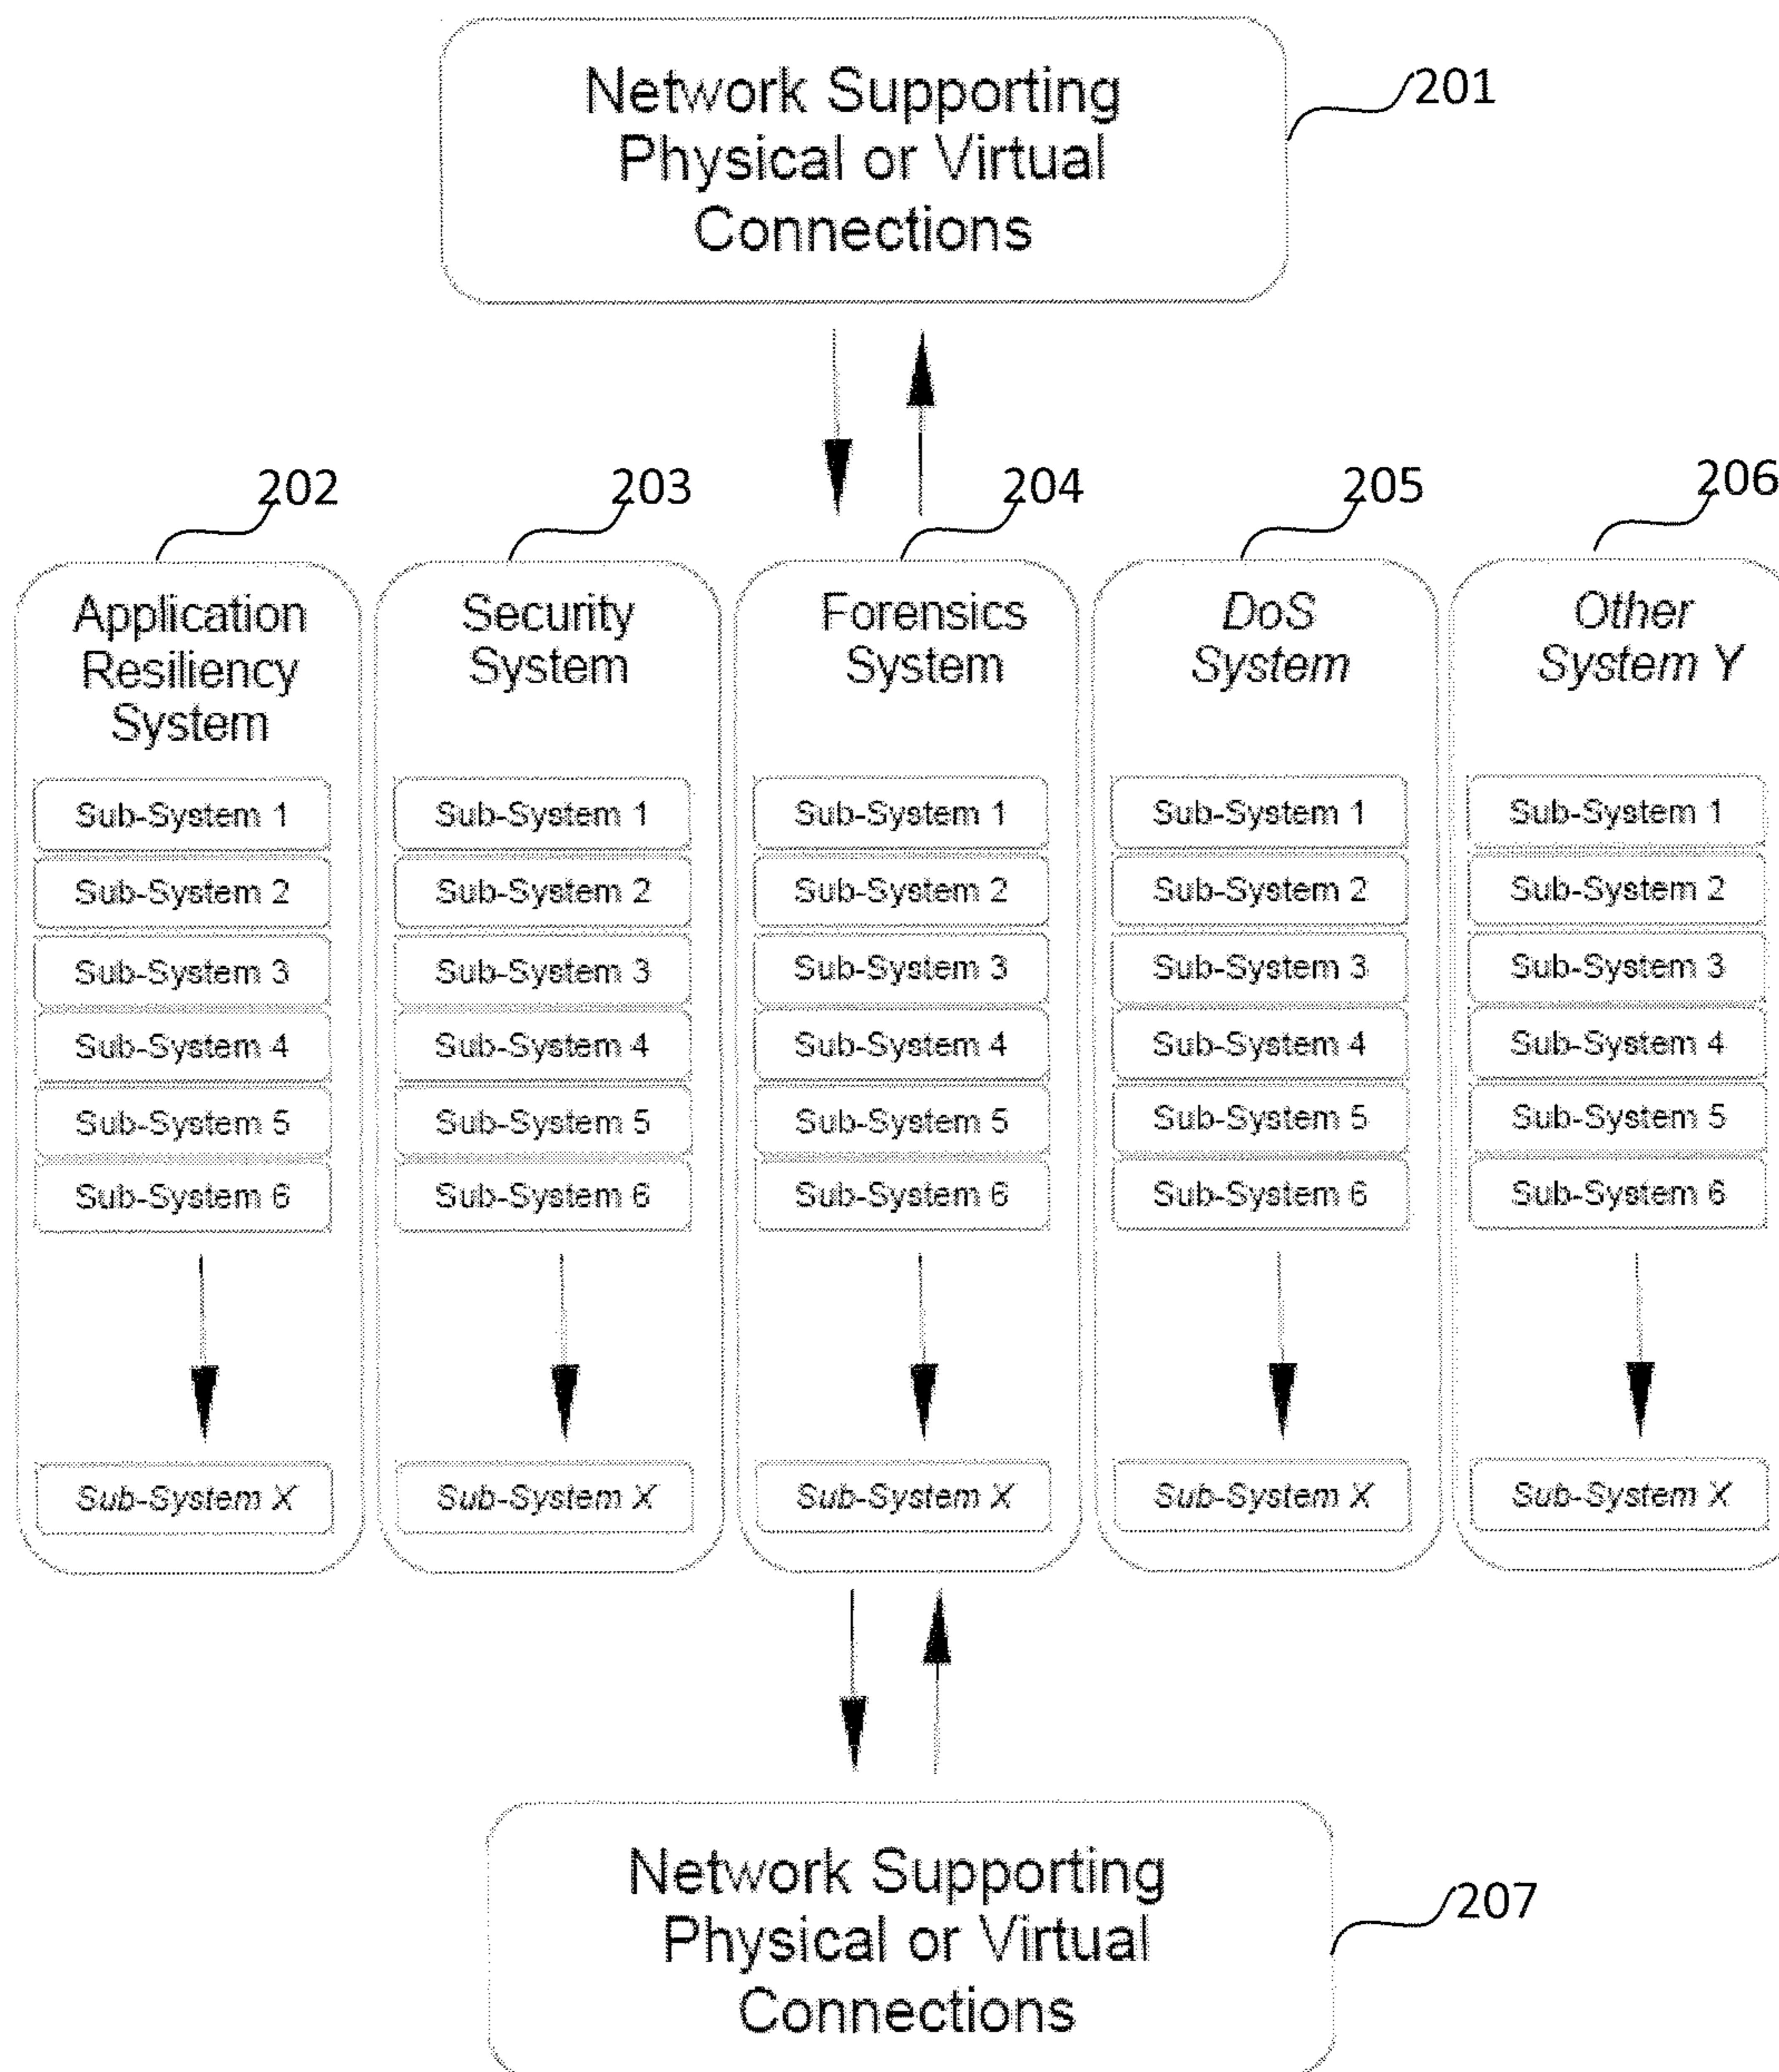 Network Supporting
Physical or Virtual
Connections
201
202
203
204
205
206
Application
Resiliency
System
Sub-System 1
Sub-System 2
Sub-System 3
Sub-System 4
Sub-System 5
Sub-System 6
Sub-System X
Security
System
Sub-System 1
Sub-System 2
Sub-System 3
Sub-System 4
Sub-System 5
Sub-System 6
Sub-System X
Forensics
System
Sub-System 1
Sub-System 2
Sub-System 3
Sub-System 4
Sub-System 5
Sub-System 6
Sub-System X
DoS
System
Sub-System 1
Sub-System 2
Sub-System 3
Sub-System 4
Sub-System 5
Sub-System 6
Sub-System X
Other
System Y
Sub-System 1
Sub-System 2
Sub-System 3
Sub-System 4
Sub-System 5
Sub-System 6
Sub-System X
Network Supporting
Physical or Virtual
Connections
207